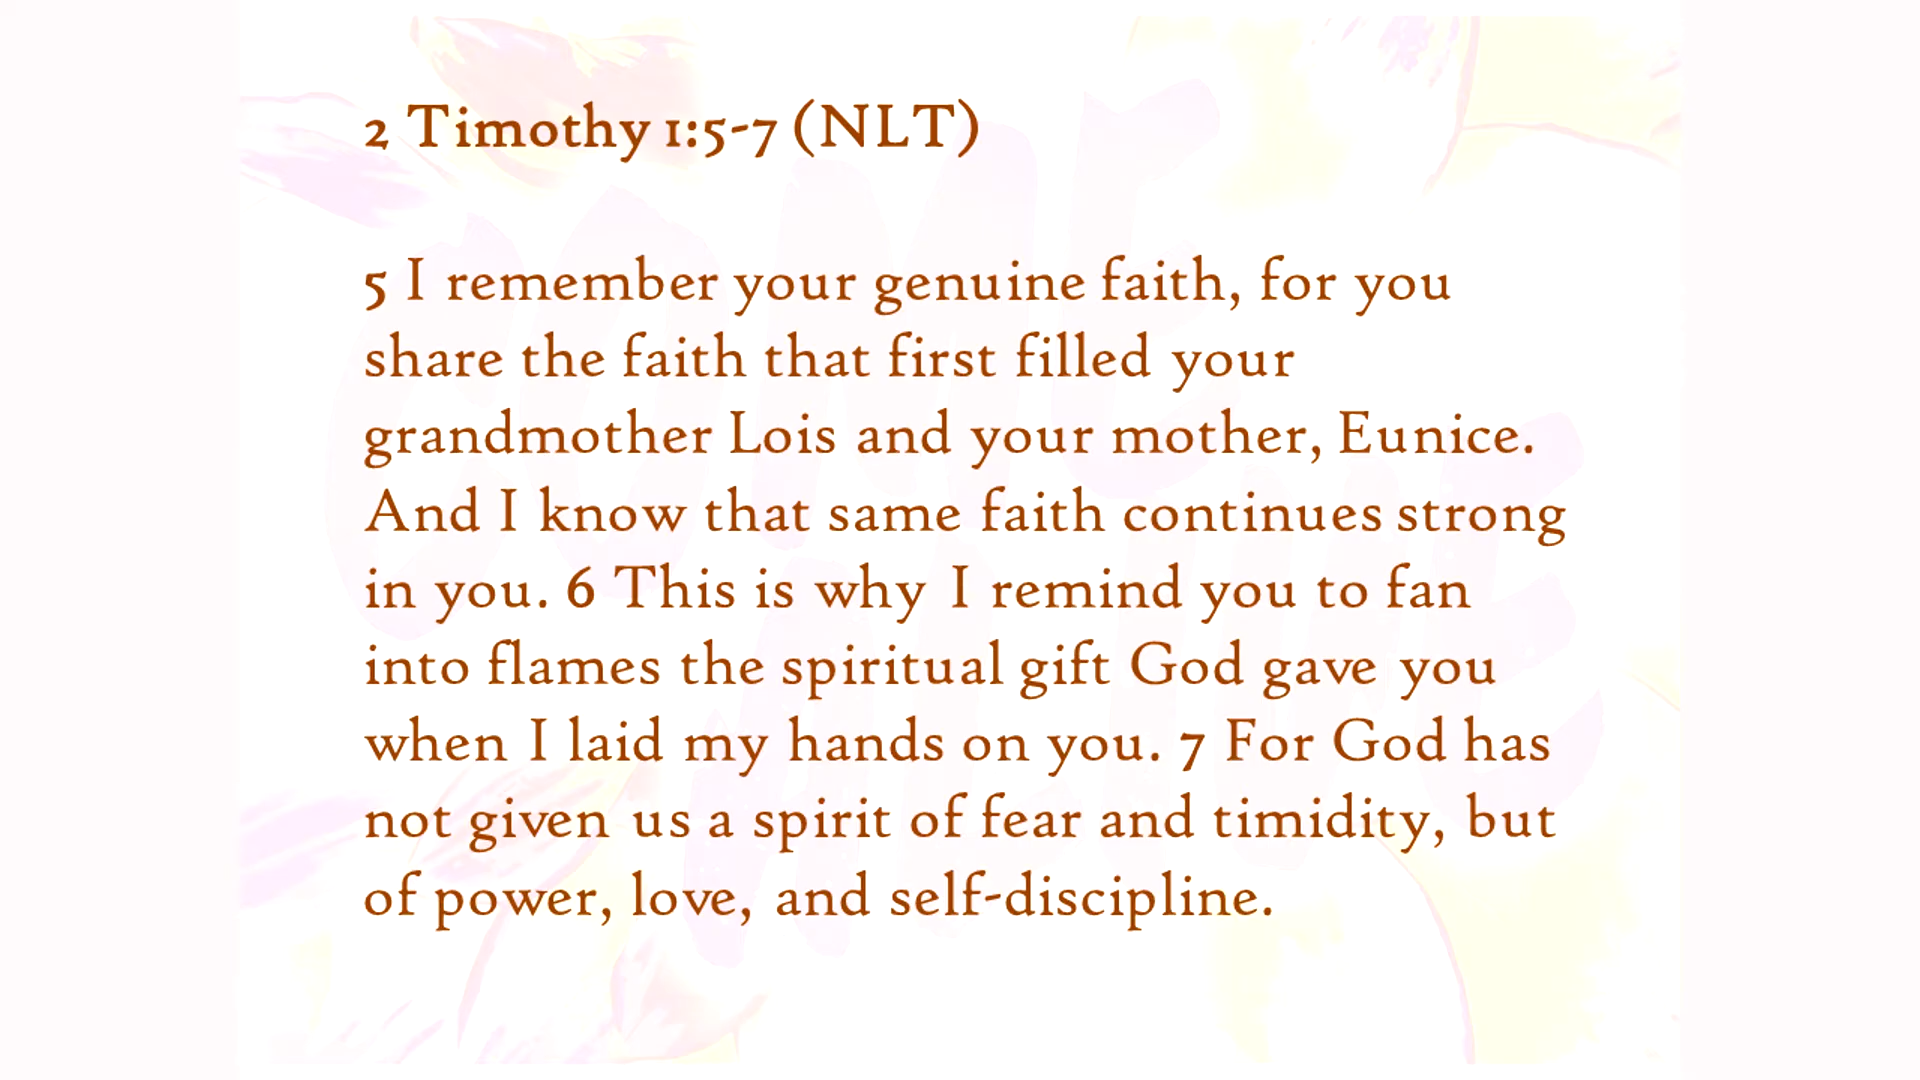 2 Timothy 1:5-7 (NLT)
5 I remember your genuine faith, for you
share the faith that first filled your
grandmother Lois and your mother, Eunice.
And I know that same faith continues strong
in you. 6 This is why I remind you to fan
into flames the spiritual gift God gave you
when I laid my hands on you. 7 For God has
not given us a spirit of fear and timidity, but
of power, love, and self-discipline.